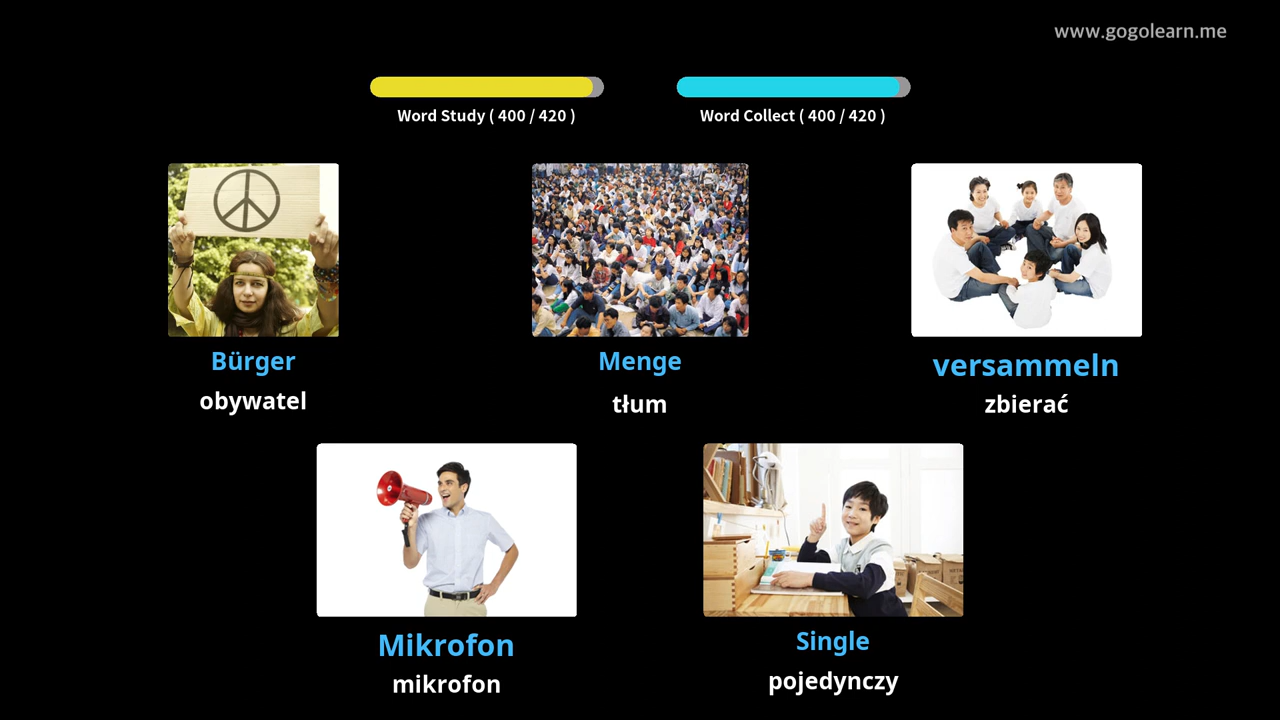 www.gogolearn.me
Word Study ( 400 / 420 )
Word Collect ( 400 / 420 )
Bürger
obywatel
Menge
tłum
versammeln
zbierać
Mikrofon
mikrofon
Single
pojedynczy